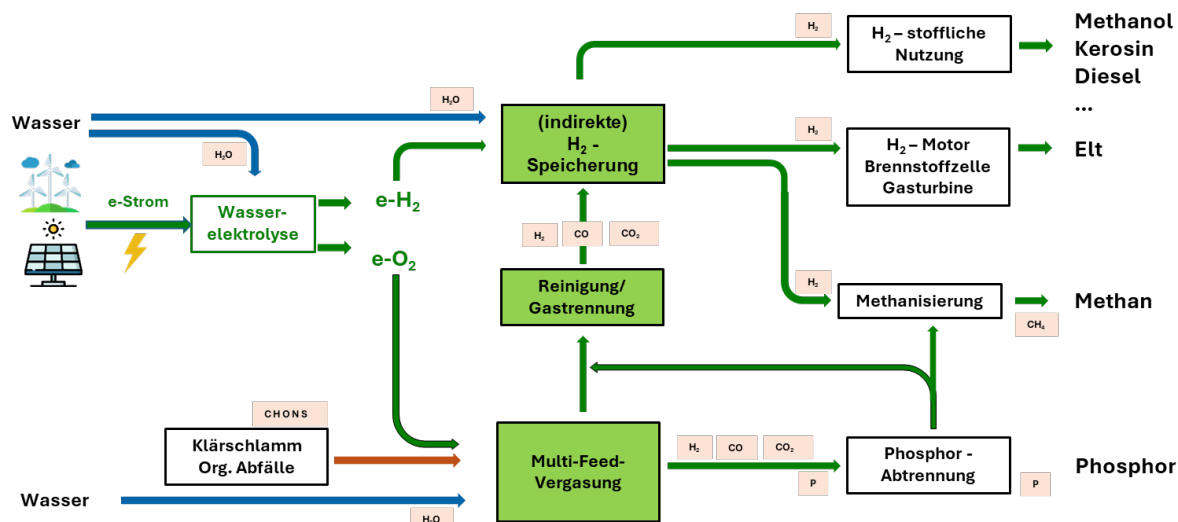 H₂
H₂ – stoffliche
Nutzung
Methanol
Kerosin
Diesel
...
Wasser
H₂O
H₂O
(indirekte)
H₂ -
Speicherung
H₂
H₂ – Motor
Brennstoffzelle
Gasturbine
Elt
e-Strom
Wasser-
elektrolyse
e-H₂
e-O₂
H₂ CO CO₂
Reinigung/
Gastrennung
H₂
Methanisierung
Methan
CH₄
C H O N S
Klärschlamm
Org. Abfälle
Multi-Feed-
Vergasung
H₂ CO CO₂
P
Phosphor -
Abtrennung
P
Phosphor
Wasser
H₂O